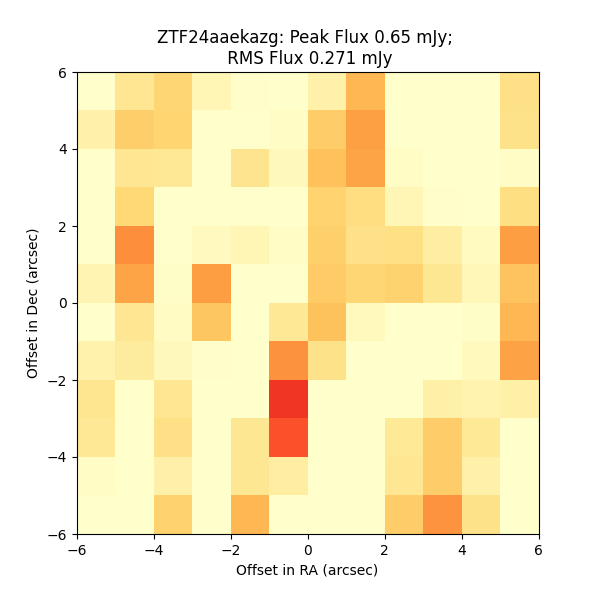 ZTF24aaekazg: Peak Flux 0.65 mJy;
RMS Flux 0.271 mJy
6
4
2
0
−2
−4
−6
Offset in Dec (arcsec)
−6 −4 −2 0 2 4 6
Offset in RA (arcsec)